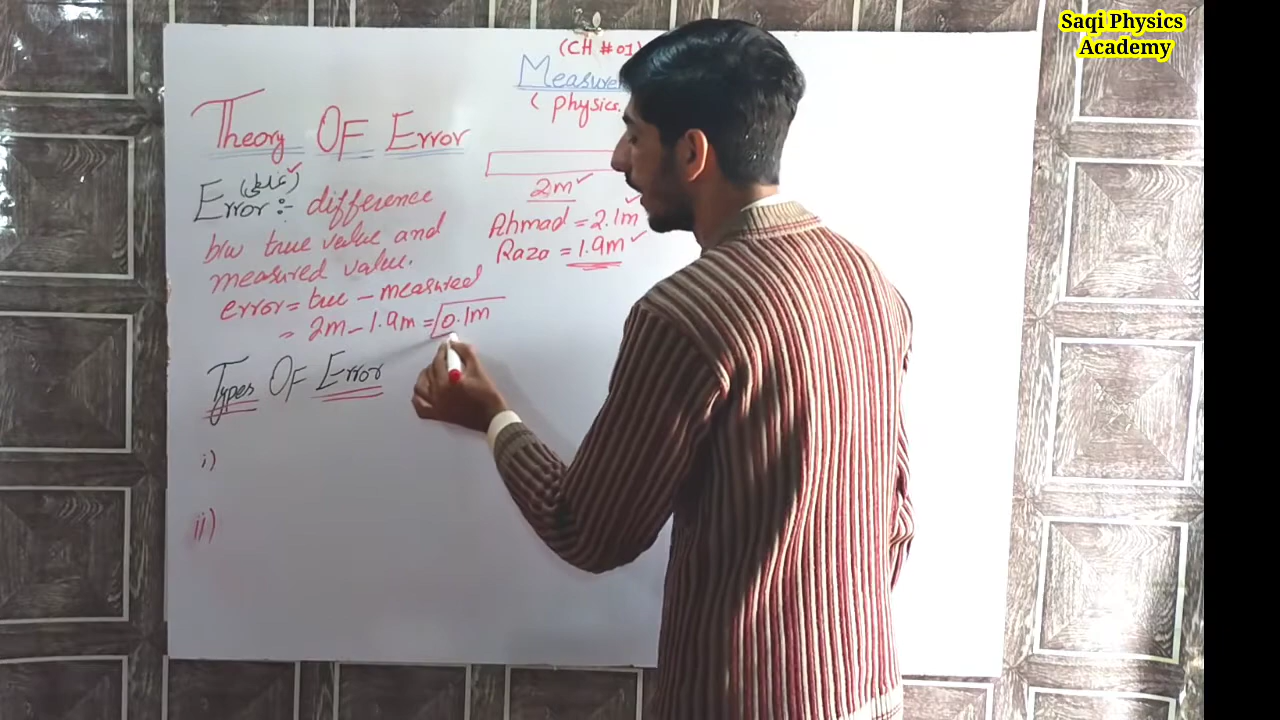 Saqi Physics
Academy
(CH # 01)
(physics,
Theory OF Error
(غلطی)
Error :- difference
b/w true value and
measured value.
error = true - measured
= 2m - 1.9m = 0.1m
2m
Ahmad = 2.1m
Raza = 1.9m
Types OF Error
i)
ii)